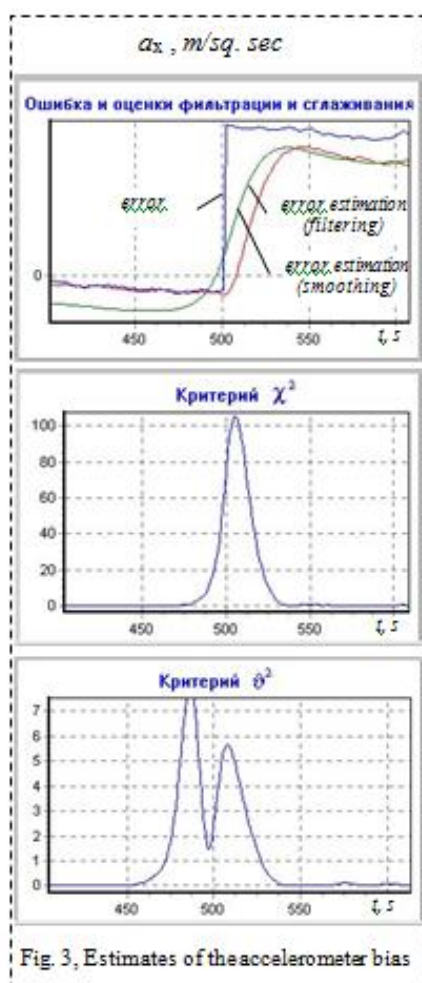 aₓ , m/sq. sec
Ошибка и оценки фильтрации и сглаживания
error
error estimation
(filtering)
error estimation
(smoothing)
0
450
500
550
t, s
Критерий χ²
100
80
60
40
20
0
450
500
550
t, s
Критерий ϑ²
7
6
5
4
3
2
1
0
450
500
550
t, s
Fig. 3, Estimates of the accelerometer bias